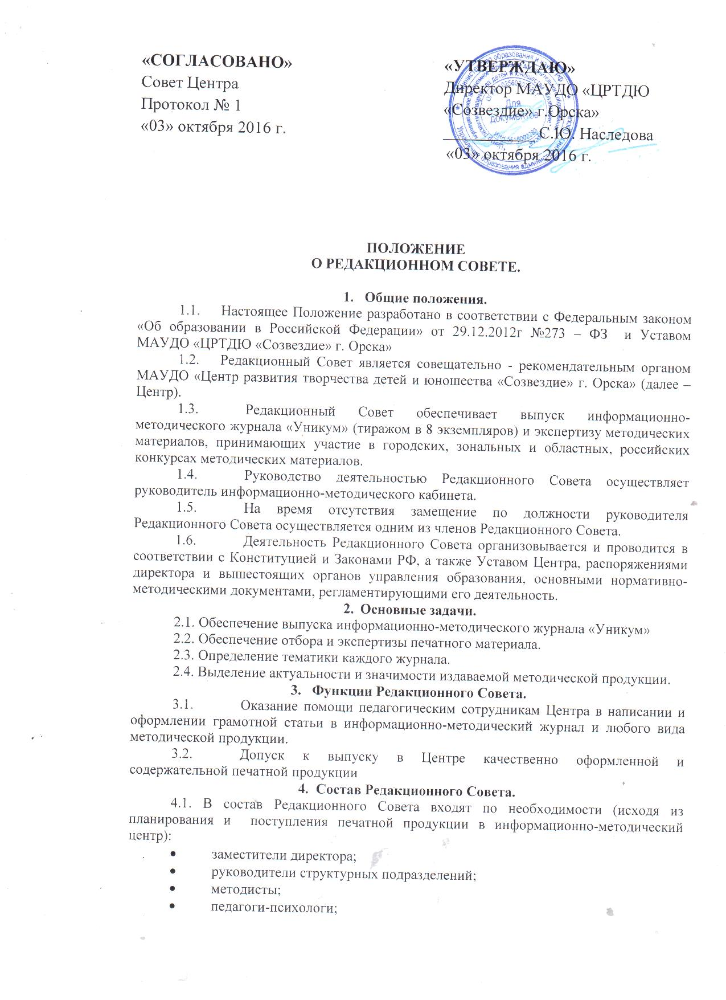 «СОГЛАСОВАНО»
Совет Центра
Протокол № 1
«03» октября 2016 г.
«УТВЕРЖДАЮ»
Директор МАУДО «ЦРТДЮ
«Созвездие» г.Орска»
____________С.Ю. Наследова
«03» октября 2016 г.
Для
документов
ПОЛОЖЕНИЕ
О РЕДАКЦИОННОМ СОВЕТЕ.
1. Общие положения.
1.1. Настоящее Положение разработано в соответствии с Федеральным законом
«Об образовании в Российской Федерации» от 29.12.2012г №273 – ФЗ и Уставом
МАУДО «ЦРТДЮ «Созвездие» г. Орска»
1.2. Редакционный Совет является совещательно - рекомендательным органом
МАУДО «Центр развития творчества детей и юношества «Созвездие» г. Орска» (далее –
Центр).
1.3. Редакционный Совет обеспечивает выпуск информационно-
методического журнала «Уникум» (тиражом в 8 экземпляров) и экспертизу методических
материалов, принимающих участие в городских, зональных и областных, российских
конкурсах методических материалов.
1.4. Руководство деятельностью Редакционного Совета осуществляет
руководитель информационно-методического кабинета.
1.5. На время отсутствия замещение по должности руководителя
Редакционного Совета осуществляется одним из членов Редакционного Совета.
1.6. Деятельность Редакционного Совета организовывается и проводится в
соответствии с Конституцией и Законами РФ, а также Уставом Центра, распоряжениями
директора и вышестоящих органов управления образования, основными нормативно-
методическими документами, регламентирующими его деятельность.
2. Основные задачи.
2.1. Обеспечение выпуска информационно-методического журнала «Уникум»
2.2. Обеспечение отбора и экспертизы печатного материала.
2.3. Определение тематики каждого журнала.
2.4. Выделение актуальности и значимости издаваемой методической продукции.
3. Функции Редакционного Совета.
3.1. Оказание помощи педагогическим сотрудникам Центра в написании и
оформлении грамотной статьи в информационно-методический журнал и любого вида
методической продукции.
3.2. Допуск к выпуску в Центре качественно оформленной и
содержательной печатной продукции
4. Состав Редакционного Совета.
4.1. В состав Редакционного Совета входят по необходимости (исходя из
планирования и поступления печатной продукции в информационно-методический
центр):
• заместители директора;
• руководители структурных подразделений;
• методисты;
• педагоги-психологи;